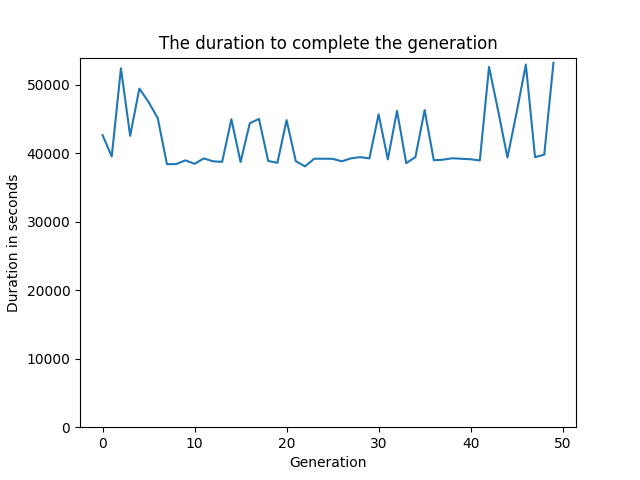 The duration to complete the generation
50000
40000
30000
20000
10000
0
Duration in seconds
0 10 20 30 40 50
Generation